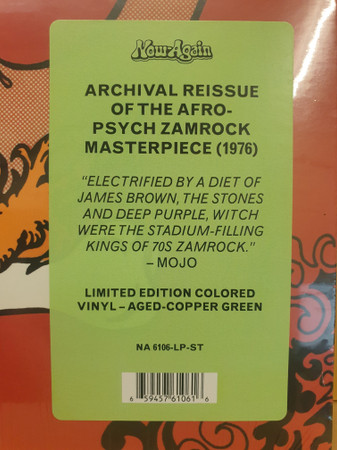 Now-Again
ARCHIVAL REISSUE
OF THE AFRO-
PSYCH ZAMROCK
MASTERPIECE (1976)
"ELECTRIFIED BY A DIET OF
JAMES BROWN, THE STONES
AND DEEP PURPLE, WITCH
WERE THE STADIUM-FILLING
KINGS OF 70S ZAMROCK."
– MOJO
LIMITED EDITION COLORED
VINYL – AGED-COPPER GREEN
NA 6106-LP-ST
6 59457 61061 6